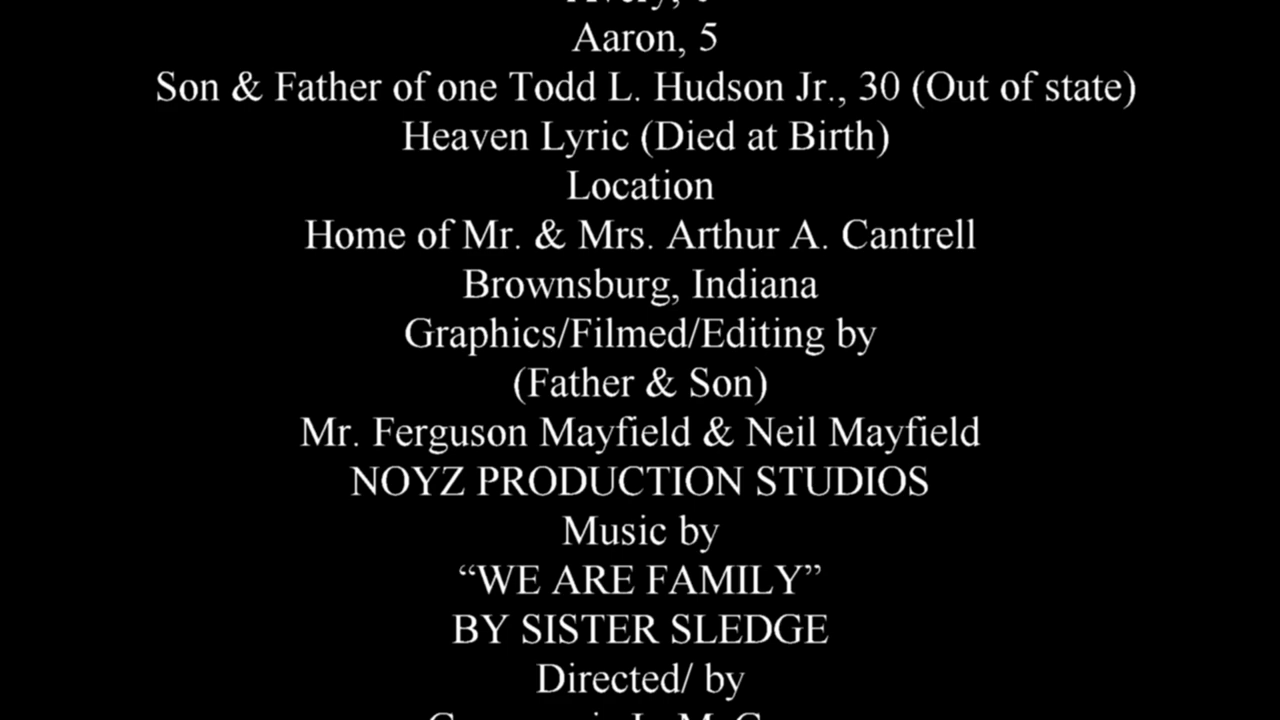 Aaron, 5
Son & Father of one Todd L. Hudson Jr., 30 (Out of state)
Heaven Lyric (Died at Birth)
Location
Home of Mr. & Mrs. Arthur A. Cantrell
Brownsburg, Indiana
Graphics/Filmed/Editing by
(Father & Son)
Mr. Ferguson Mayfield & Neil Mayfield
NOYZ PRODUCTION STUDIOS
Music by
“WE ARE FAMILY”
BY SISTER SLEDGE
Directed/ by